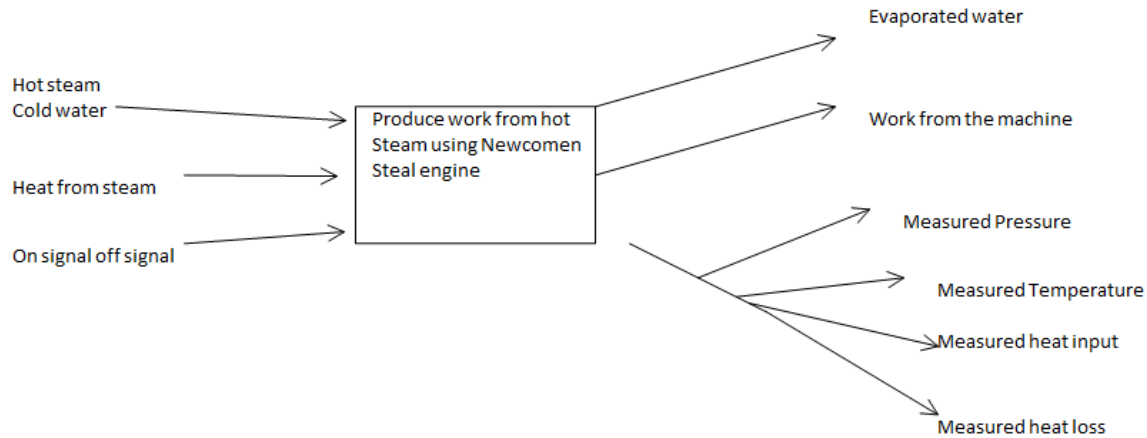 Evaporated water
Hot steam
Cold water
Produce work from hot
Steam using Newcomen
Steal engine
Work from the machine
Heat from steam
Measured Pressure
On signal off signal
Measured Temperature
Measured heat input
Measured heat loss